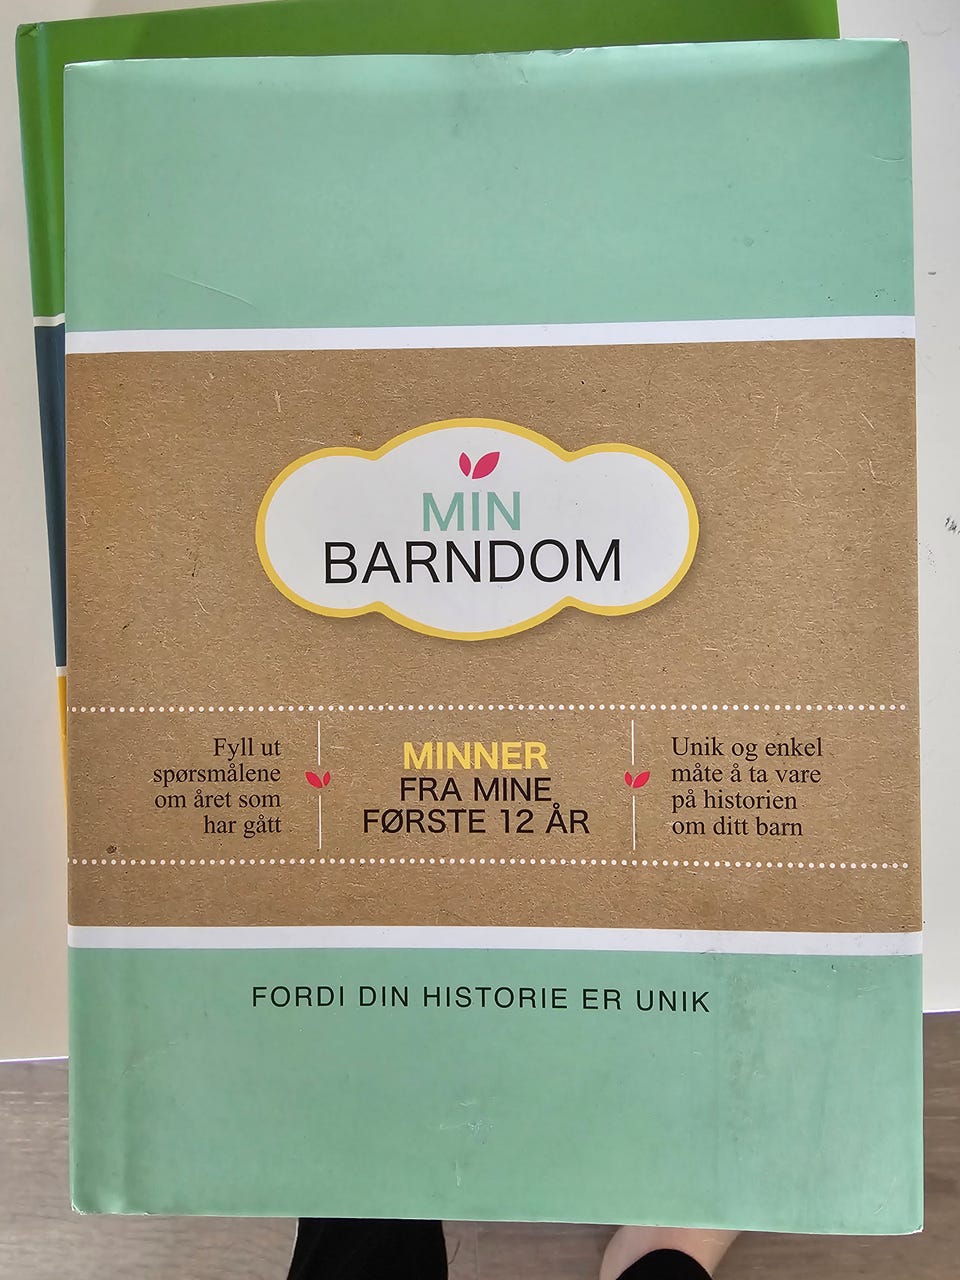 MIN
BARNDOM
Fyll ut
spørsmålene
om året som
har gått
MINNER
FRA MINE
FØRSTE 12 ÅR
Unik og enkel
måte å ta vare
på historien
om ditt barn
FORDI DIN HISTORIE ER UNIK